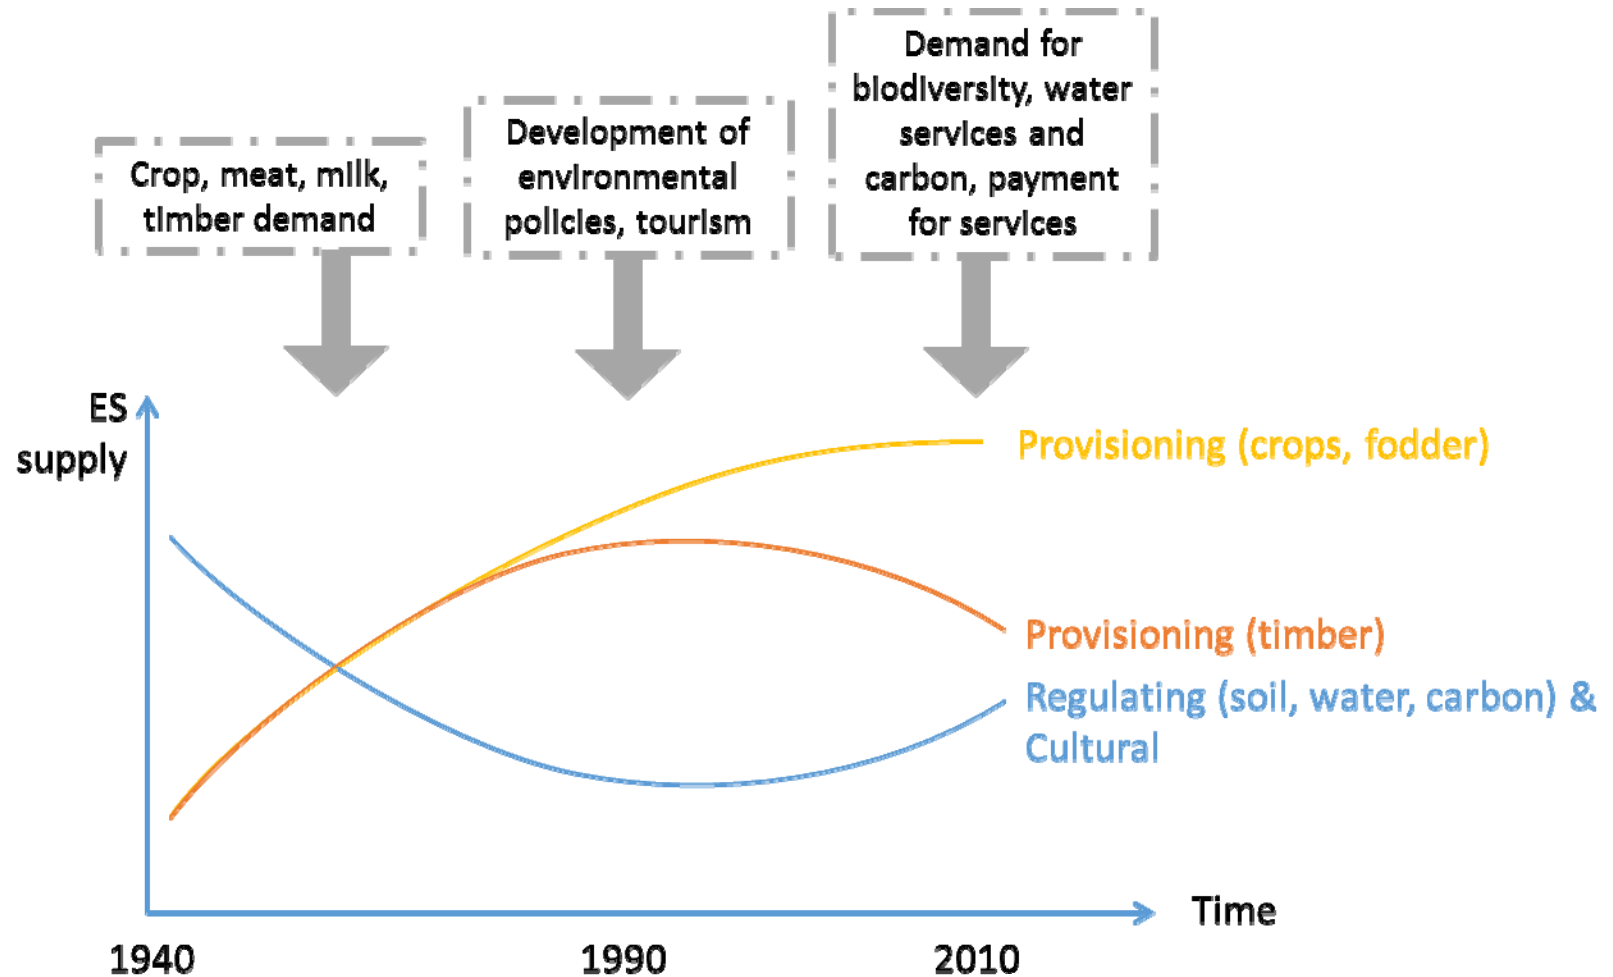 Crop, meat, milk,
timber demand
Development of
environmental
policies, tourism
Demand for
biodiversity, water
services and
carbon, payment
for services
ES
supply
Provisioning (crops, fodder)
Provisioning (timber)
Regulating (soil, water, carbon) &
Cultural
Time
1940
1990
2010